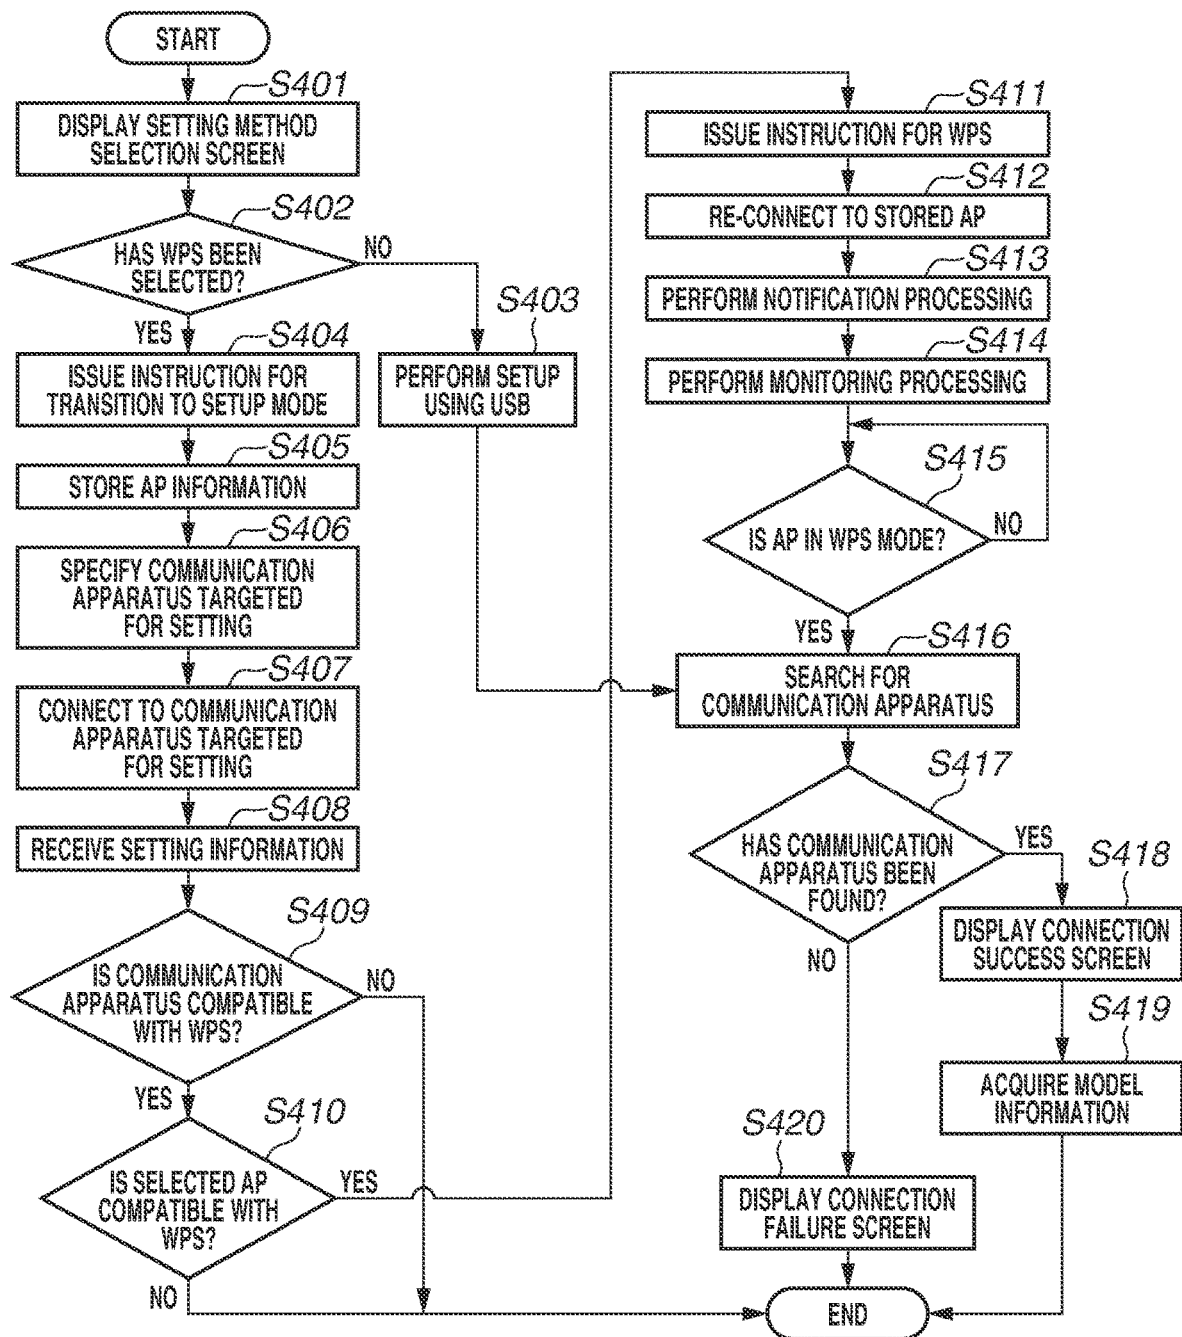 START
S401
DISPLAY SETTING METHOD
SELECTION SCREEN
S402
HAS WPS BEEN
SELECTED?
NO
YES
S403
PERFORM SETUP
USING USB
S404
ISSUE INSTRUCTION FOR
TRANSITION TO SETUP MODE
S405
STORE AP INFORMATION
S406
SPECIFY COMMUNICATION
APPARATUS TARGETED
FOR SETTING
S407
CONNECT TO COMMUNICATION
APPARATUS TARGETED
FOR SETTING
S408
RECEIVE SETTING INFORMATION
S409
IS COMMUNICATION
APPARATUS COMPATIBLE
WITH WPS?
NO
YES
S410
IS SELECTED AP
COMPATIBLE WITH
WPS?
YES
NO
S411
ISSUE INSTRUCTION FOR WPS
S412
RE-CONNECT TO STORED AP
S413
PERFORM NOTIFICATION PROCESSING
S414
PERFORM MONITORING PROCESSING
S415
IS AP IN WPS MODE?
NO
YES
S416
SEARCH FOR
COMMUNICATION APPARATUS
S417
HAS COMMUNICATION
APPARATUS BEEN
FOUND?
YES
NO
S418
DISPLAY CONNECTION
SUCCESS SCREEN
S419
ACQUIRE MODEL
INFORMATION
S420
DISPLAY CONNECTION
FAILURE SCREEN
END